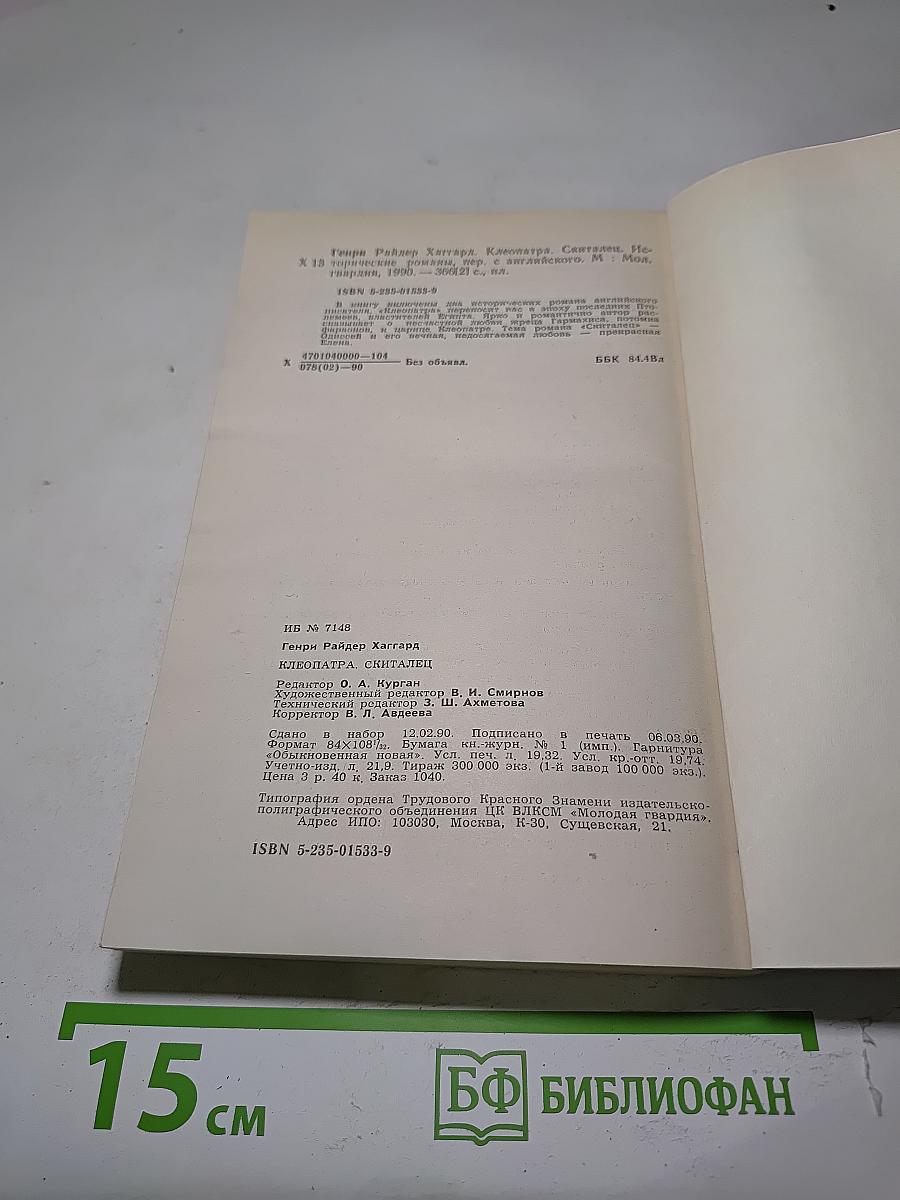 Генри Райдер Хаггард. Клеопатра. Скиталец. Ис-
Х 13 торические романы, пер. с английского. М : Мол.
гвардия, 1990. — 366[2] с., ил.
ISBN 5-235-01533-9
В книгу включены два исторических романа английского
писателя. «Клеопатра» переносит нас в эпоху последних Пто-
лемеев, властителей Египта. Ярко и романтично автор рас-
сказывает о несчастной любви жреца Гармахиса, потомка
фараонов, к царице Клеопатре. Тема романа «Скиталец» —
Одиссей и его вечная, недосягаемая любовь — прекрасная
Елена.
Х 4701040000—104 Без объявл. ББК 84.4Вл
078(02)—90
ИБ № 7148
Генри Райдер Хаггард
КЛЕОПАТРА. СКИТАЛЕЦ
Редактор О. А. Курган
Художественный редактор В. И. Смирнов
Технический редактор З. Ш. Ахметова
Корректор В. Л. Авдеева
Сдано в набор 12.02.90. Подписано в печать 06.03.90.
Формат 84×108¹/₃₂. Бумага кн.-журн. № 1 (имп.). Гарнитура
«Обыкновенная новая». Усл. печ. л. 19,32. Усл. кр.-отт. 19,74.
Учетно-изд. л. 21,9. Тираж 300 000 экз. (1-й завод 100 000 экз.).
Цена 3 р. 40 к. Заказ 1040.
Типография ордена Трудового Красного Знамени издательско-
полиграфического объединения ЦК ВЛКСМ «Молодая гвардия».
Адрес ИПО: 103030, Москва, К-30, Сущевская, 21.
ISBN 5-235-01533-9
15 см
БФ БИБЛИОФАН